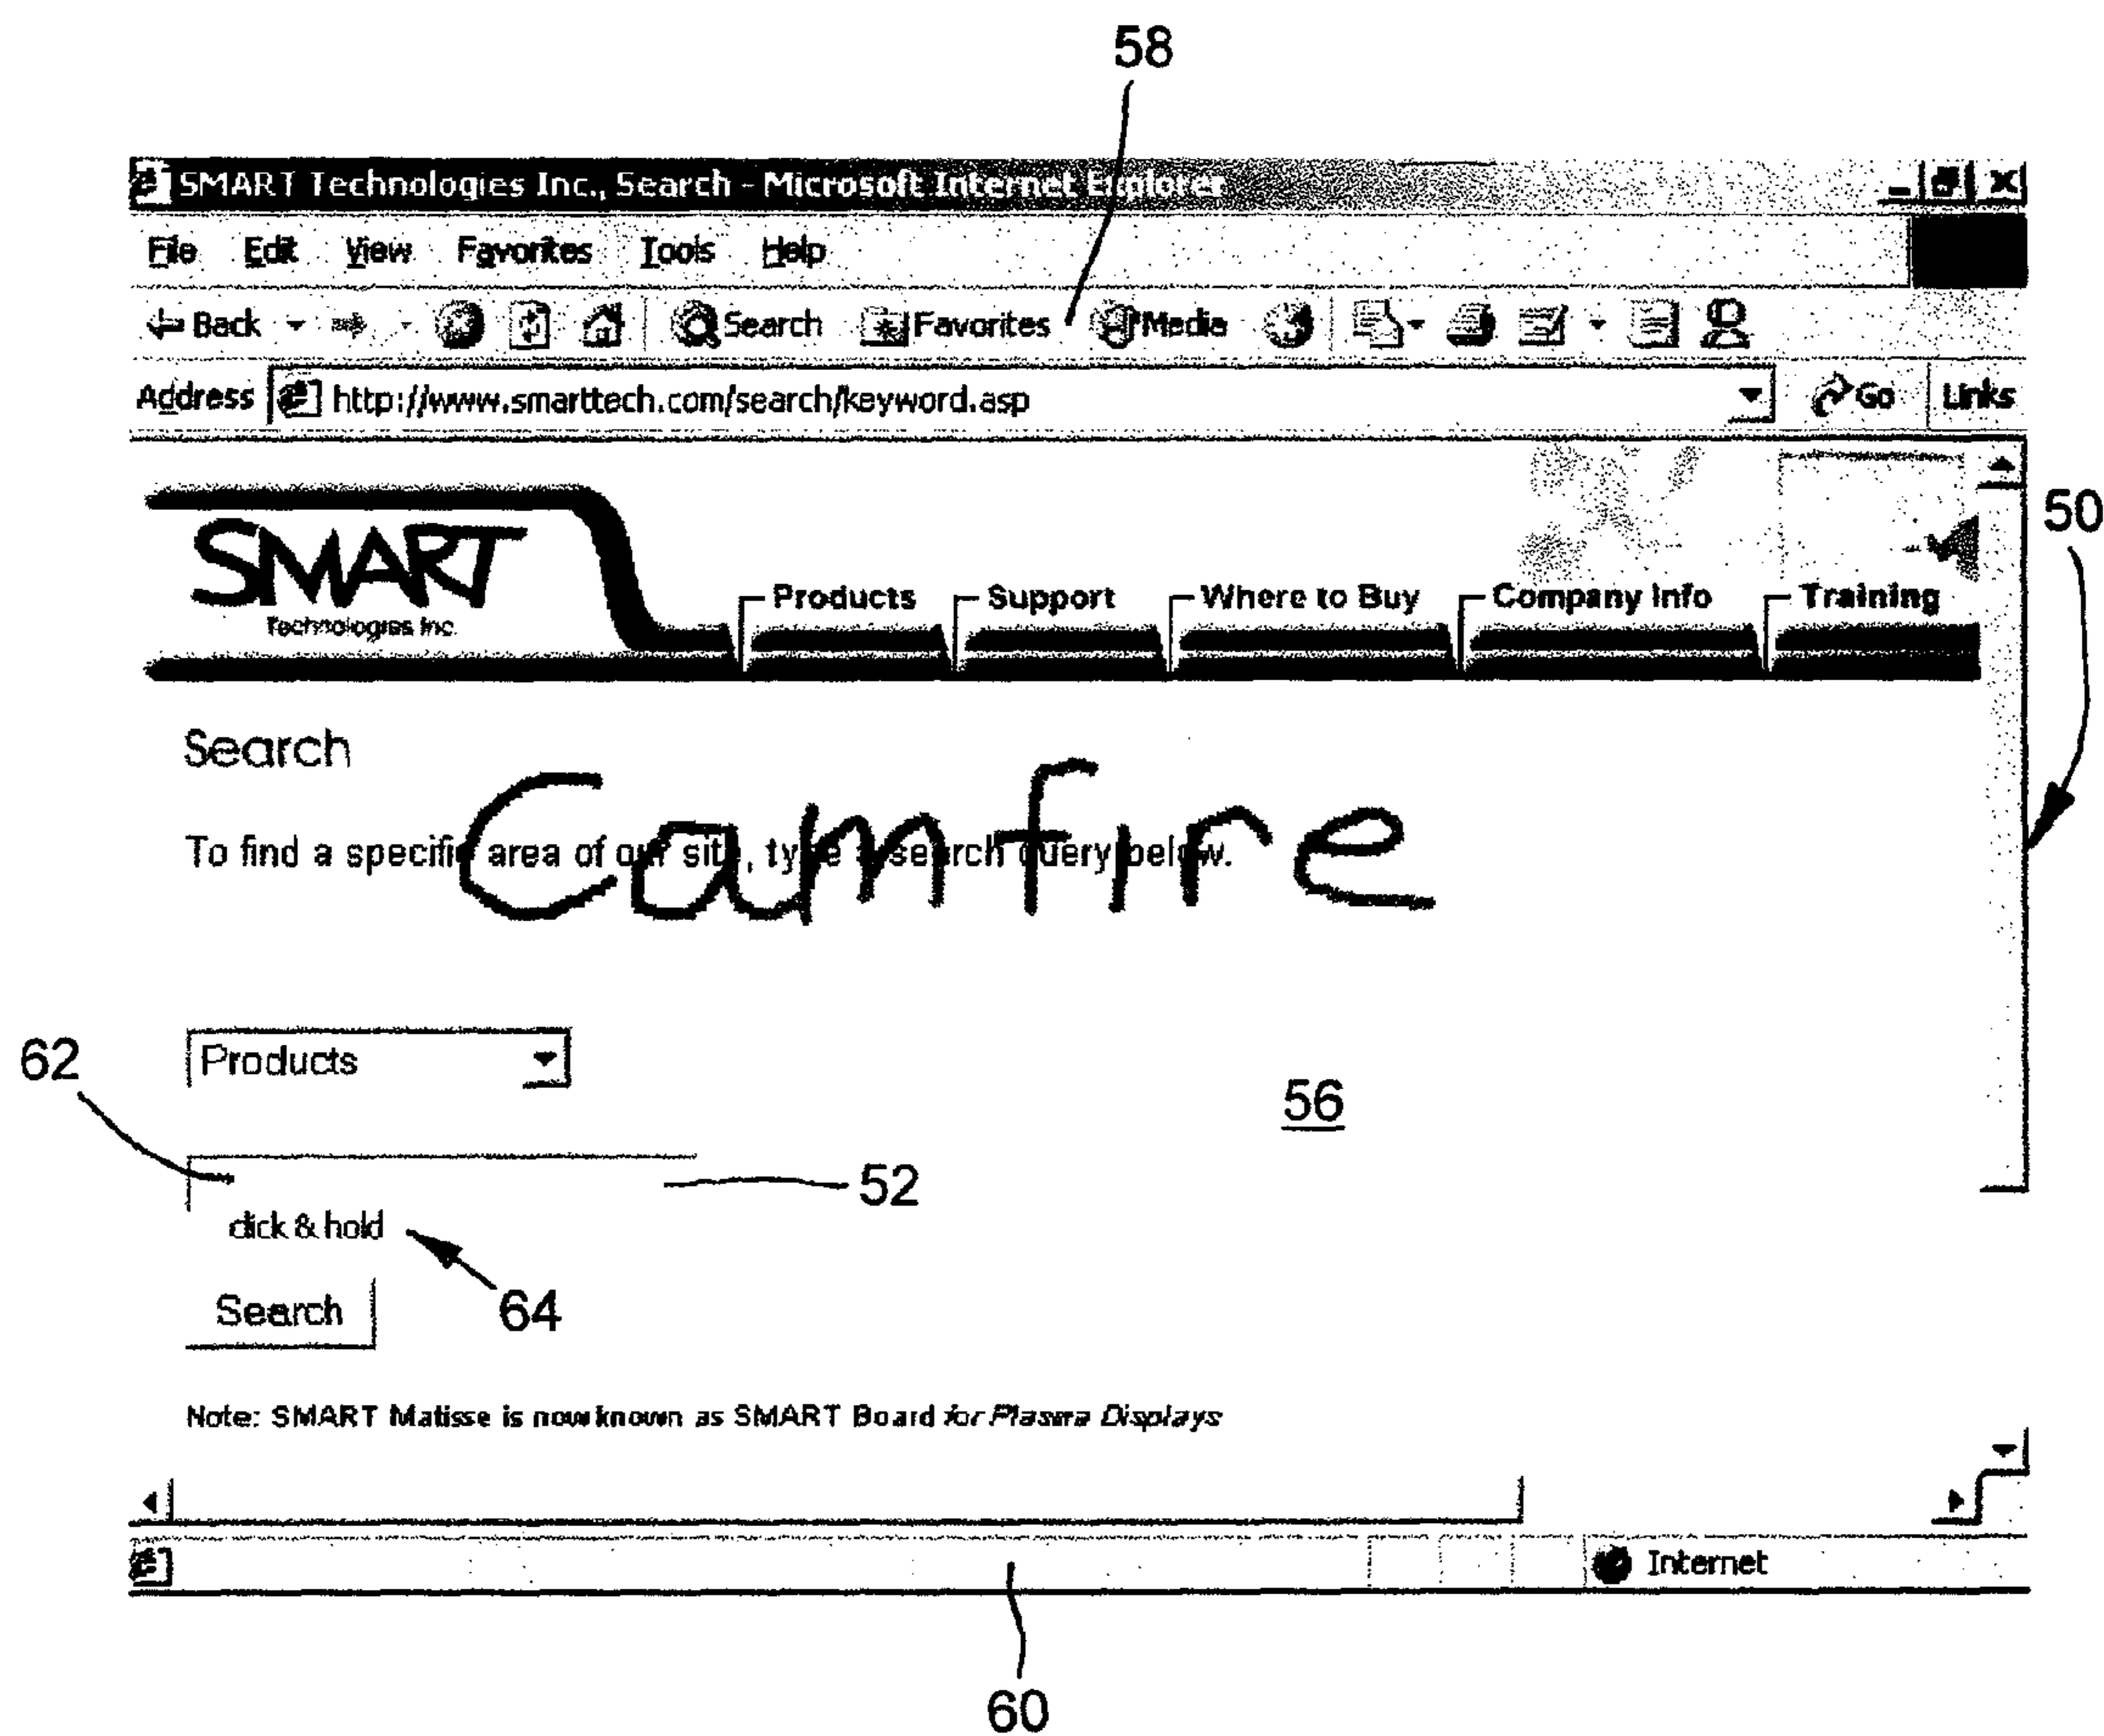 58
SMART Technologies Inc., Search - Microsoft Internet Explorer
File Edit View Favorites Tools Help
Back Search Favorites Media
Address http://www.smarttech.com/search/keyword.asp Go Links
50
SMART
Technologies Inc.
Products Support Where to Buy Company Info Training
Search
Camfire
To find a specific area of our site, type a search query below.
62
Products
56
52
click & hold
64
Search
Note: SMART Matisse is now known as SMART Board for Plasma Displays
Internet
60